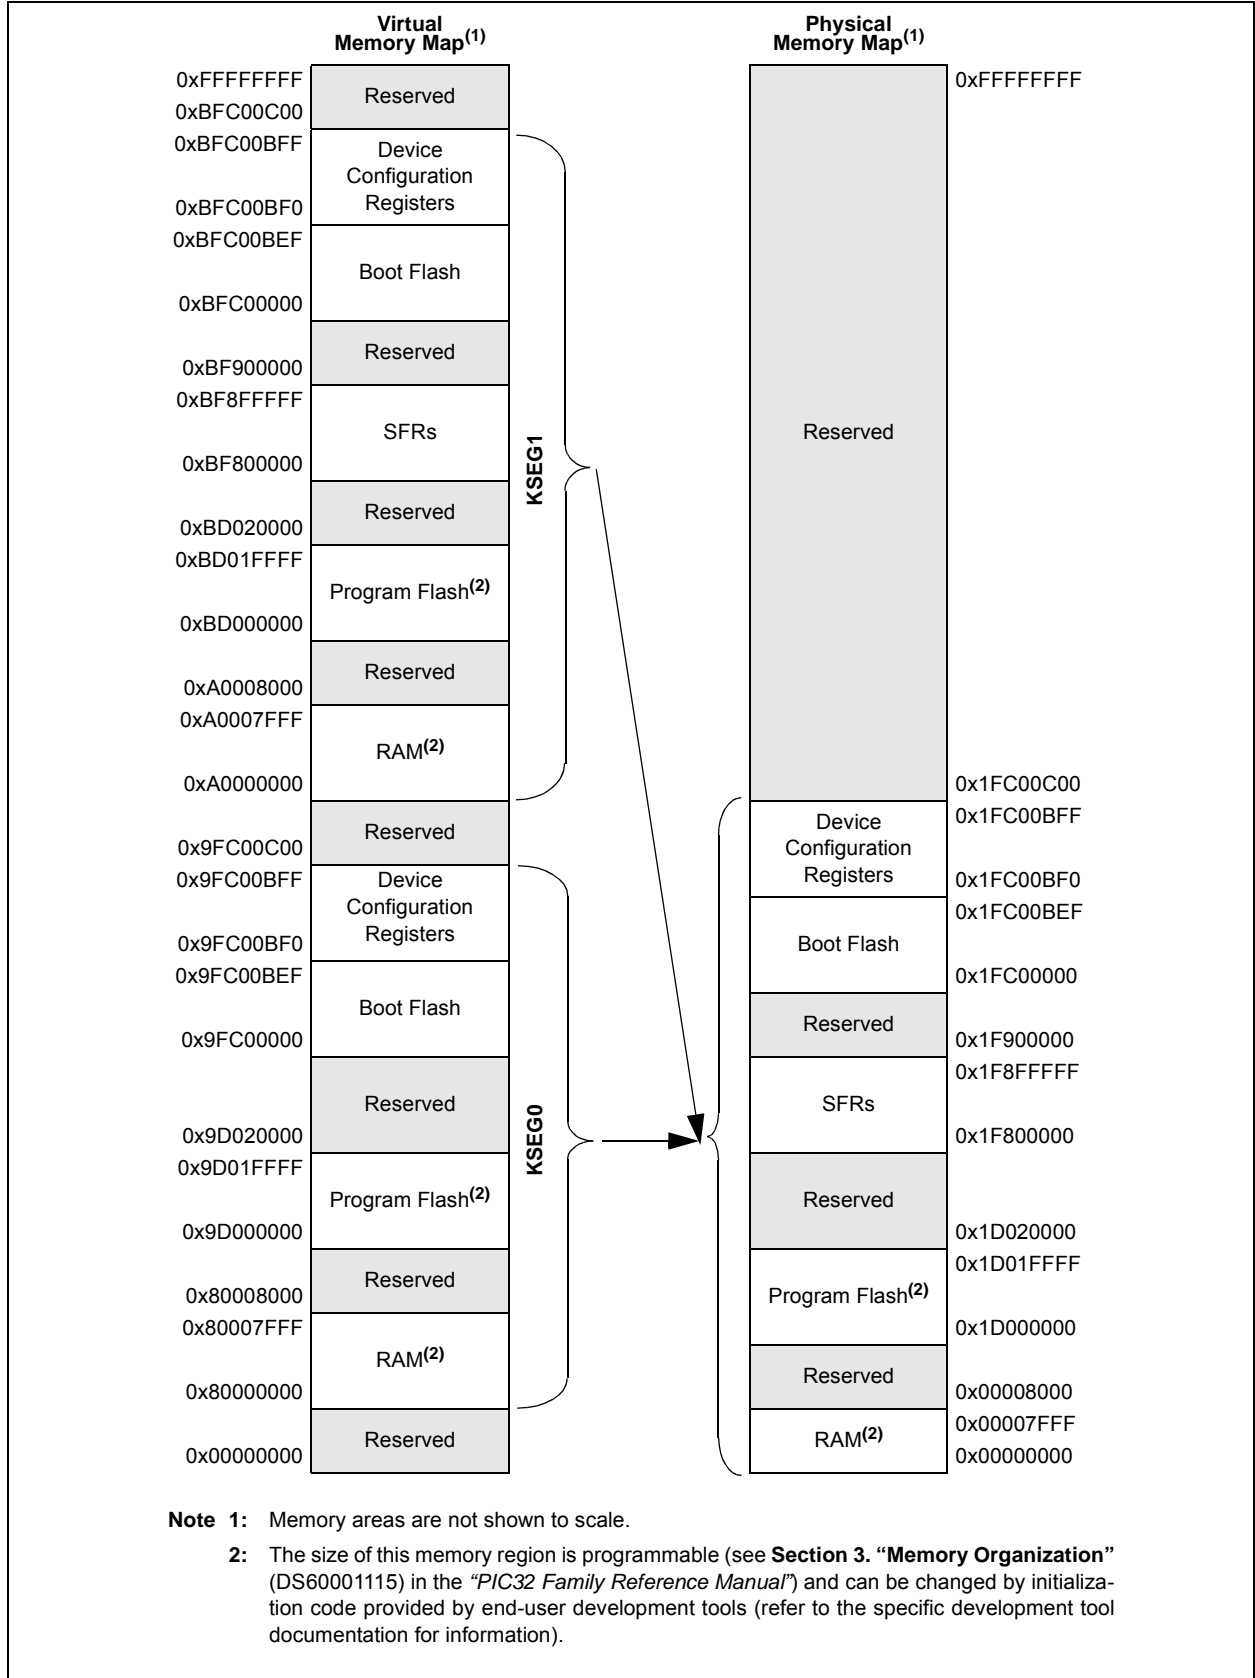 Virtual
Memory Map(1)
Physical
Memory Map(1)
0xFFFFFFFF
Reserved
0xBFC00C00
0xBFC00BFF
Device
Configuration
Registers
0xBFC00BF0
0xBFC00BEF
Boot Flash
0xBFC00000
Reserved
0xBF900000
0xBF8FFFFF
SFRs
0xBF800000
Reserved
0xBD020000
0xBD01FFFF
Program Flash(2)
0xBD000000
Reserved
0xA0008000
0xA0007FFF
RAM(2)
0xA0000000
KSEG1
Reserved
0x9FC00C00
0x9FC00BFF
Device
Configuration
Registers
0x9FC00BF0
0x9FC00BEF
Boot Flash
0x9FC00000
Reserved
0x9D020000
0x9D01FFFF
Program Flash(2)
0x9D000000
Reserved
0x80008000
0x80007FFF
RAM(2)
0x80000000
KSEG0
Reserved
0x00000000
0xFFFFFFFF
Reserved
0x1FC00C00
0x1FC00BFF
Device
Configuration
Registers
0x1FC00BF0
0x1FC00BEF
Boot Flash
0x1FC00000
Reserved
0x1F900000
0x1F8FFFFF
SFRs
0x1F800000
Reserved
0x1D020000
0x1D01FFFF
Program Flash(2)
0x1D000000
Reserved
0x00008000
0x00007FFF
RAM(2)
0x00000000
Note 1: Memory areas are not shown to scale.
2: The size of this memory region is programmable (see Section 3. “Memory Organization”
(DS60001115) in the “PIC32 Family Reference Manual”) and can be changed by initializa-
tion code provided by end-user development tools (refer to the specific development tool
documentation for information).